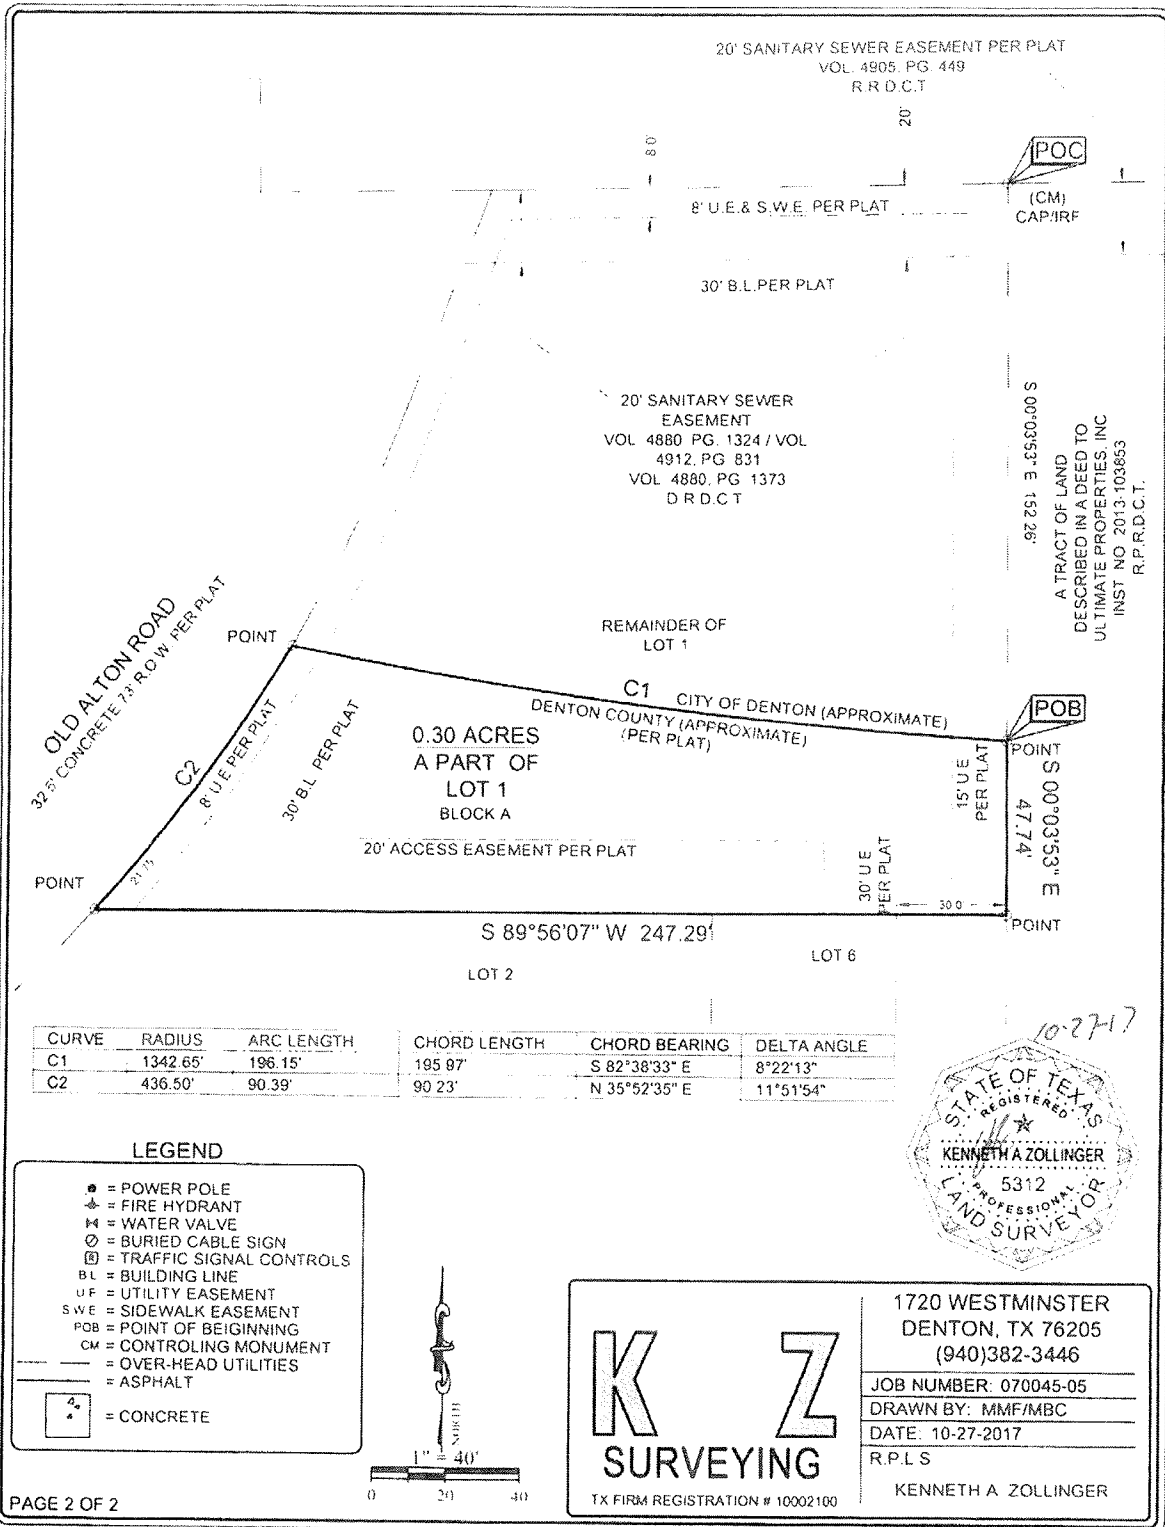 20' SANITARY SEWER EASEMENT PER PLAT
VOL. 4905, PG. 449
R.R.D.C.T
80'
20'
POC
(CM)
CAP/IRF
8' U.E.& S.W.E. PER PLAT
30' B.L.PER PLAT
20' SANITARY SEWER
EASEMENT
VOL 4880 PG. 1324 / VOL
4912, PG 831
VOL 4880, PG 1373
D R D.C T
S 00°03'53" E 152.26'
A TRACT OF LAND
DESCRIBED IN A DEED TO
ULTIMATE PROPERTIES, INC
INST NO 2013-103853
R.P.R.D.C.T.
OLD ALTON ROAD
32.5' CONCRETE 73' R.O.W. PER PLAT
POINT
REMAINDER OF
LOT 1
C1
CITY OF DENTON (APPROXIMATE)
DENTON COUNTY (APPROXIMATE)
(PER PLAT)
POB
POINT
C2
8' U E PER PLAT
30' B.L PER PLAT
0.30 ACRES
A PART OF
LOT 1
BLOCK A
15' U E
PER PLAT
S 00°03'53" E
47.74'
20' ACCESS EASEMENT PER PLAT
30' U E
PER PLAT
21.75
30 0
POINT
POINT
S 89°56'07" W 247.29'
LOT 2
LOT 6
CURVE RADIUS ARC LENGTH CHORD LENGTH CHORD BEARING DELTA ANGLE
C1 1342.65' 196.15' 195 97' S 82°38'33" E 8°22'13"
C2 436.50' 90.39' 90 23' N 35°52'35" E 11°51'54"
10-27-17
STATE OF TEXAS
REGISTERED
KENNETH A ZOLLINGER
5312
PROFESSIONAL
LAND SURVEYOR
LEGEND
= POWER POLE
= FIRE HYDRANT
= WATER VALVE
= BURIED CABLE SIGN
= TRAFFIC SIGNAL CONTROLS
B L = BUILDING LINE
U E = UTILITY EASEMENT
S W E = SIDEWALK EASEMENT
POB = POINT OF BEIGINNING
CM = CONTROLING MONUMENT
= OVER-HEAD UTILITIES
= ASPHALT
= CONCRETE
NORTH
1" = 40'
0 20 40
K Z
SURVEYING
TX FIRM REGISTRATION # 10002100
1720 WESTMINSTER
DENTON, TX 76205
(940)382-3446
JOB NUMBER: 070045-05
DRAWN BY: MMF/MBC
DATE: 10-27-2017
R.P.L S
KENNETH A ZOLLINGER
PAGE 2 OF 2